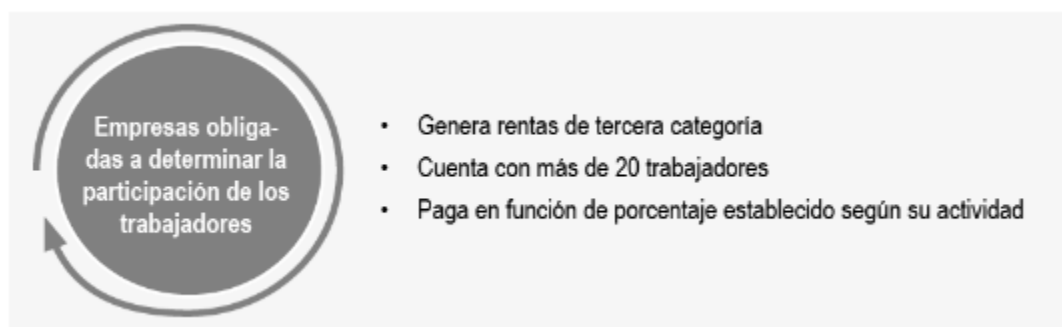 Empresas obliga-
das a determinar la
participación de los
trabajadores
• Genera rentas de tercera categoría
• Cuenta con más de 20 trabajadores
• Paga en función de porcentaje establecido según su actividad